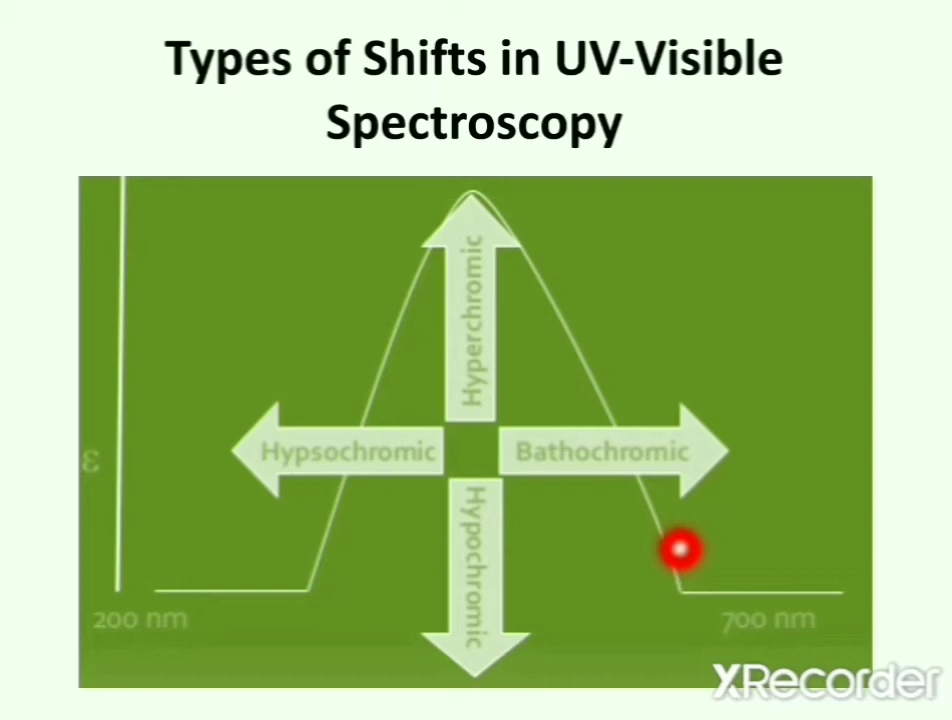 Types of Shifts in UV-Visible
Spectroscopy
Hyperchromic
Hypsochromic
Bathochromic
ε
Hypochromic
200 nm
700 nm
XRecorder